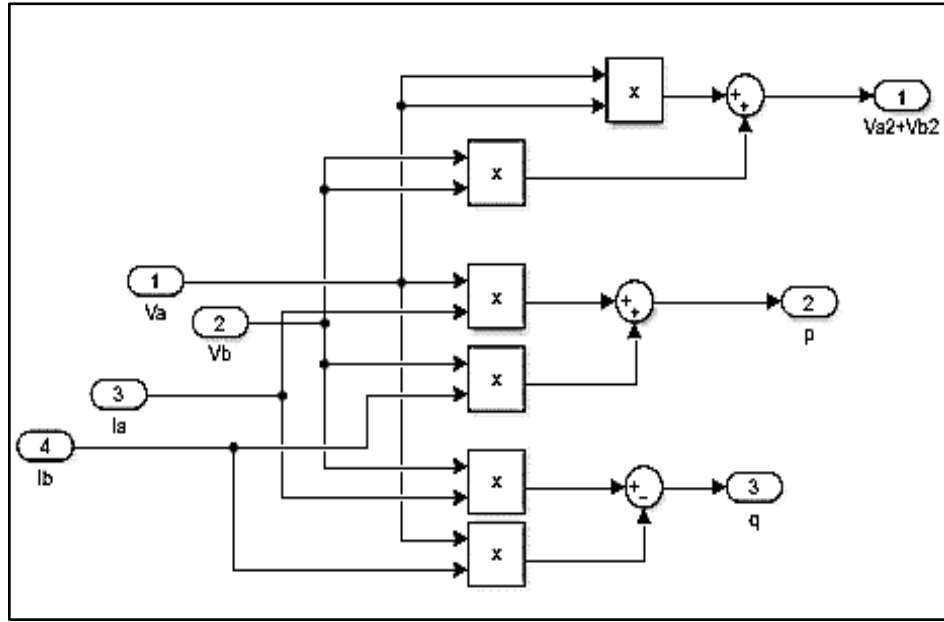 x
+
+
1
Va2+Vb2
x
1
Va
x
+
+
2
p
2
Vb
x
3
Ia
4
Ib
x
+
−
3
q
x